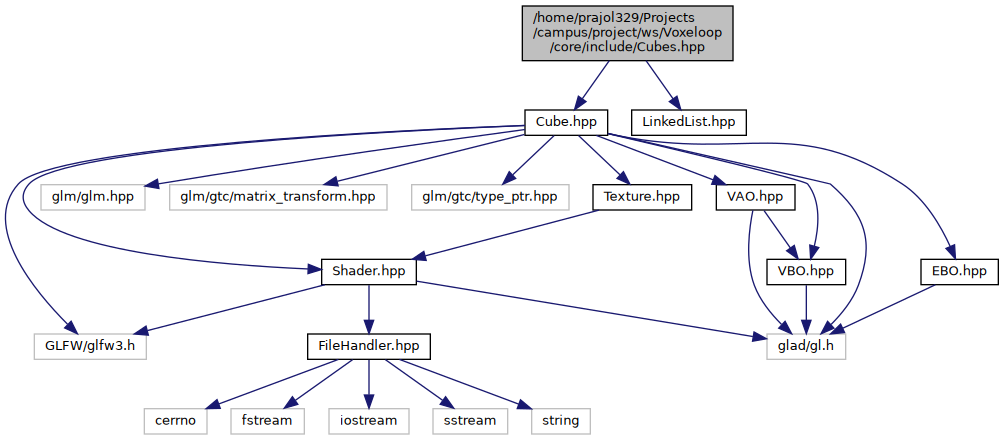 /home/prajol329/Projects
/campus/project/ws/Voxeloop
/core/include/Cubes.hpp
Cube.hpp
LinkedList.hpp
glm/glm.hpp
glm/gtc/matrix_transform.hpp
glm/gtc/type_ptr.hpp
Texture.hpp
VAO.hpp
Shader.hpp
VBO.hpp
EBO.hpp
GLFW/glfw3.h
FileHandler.hpp
glad/gl.h
cerrno
fstream
iostream
sstream
string